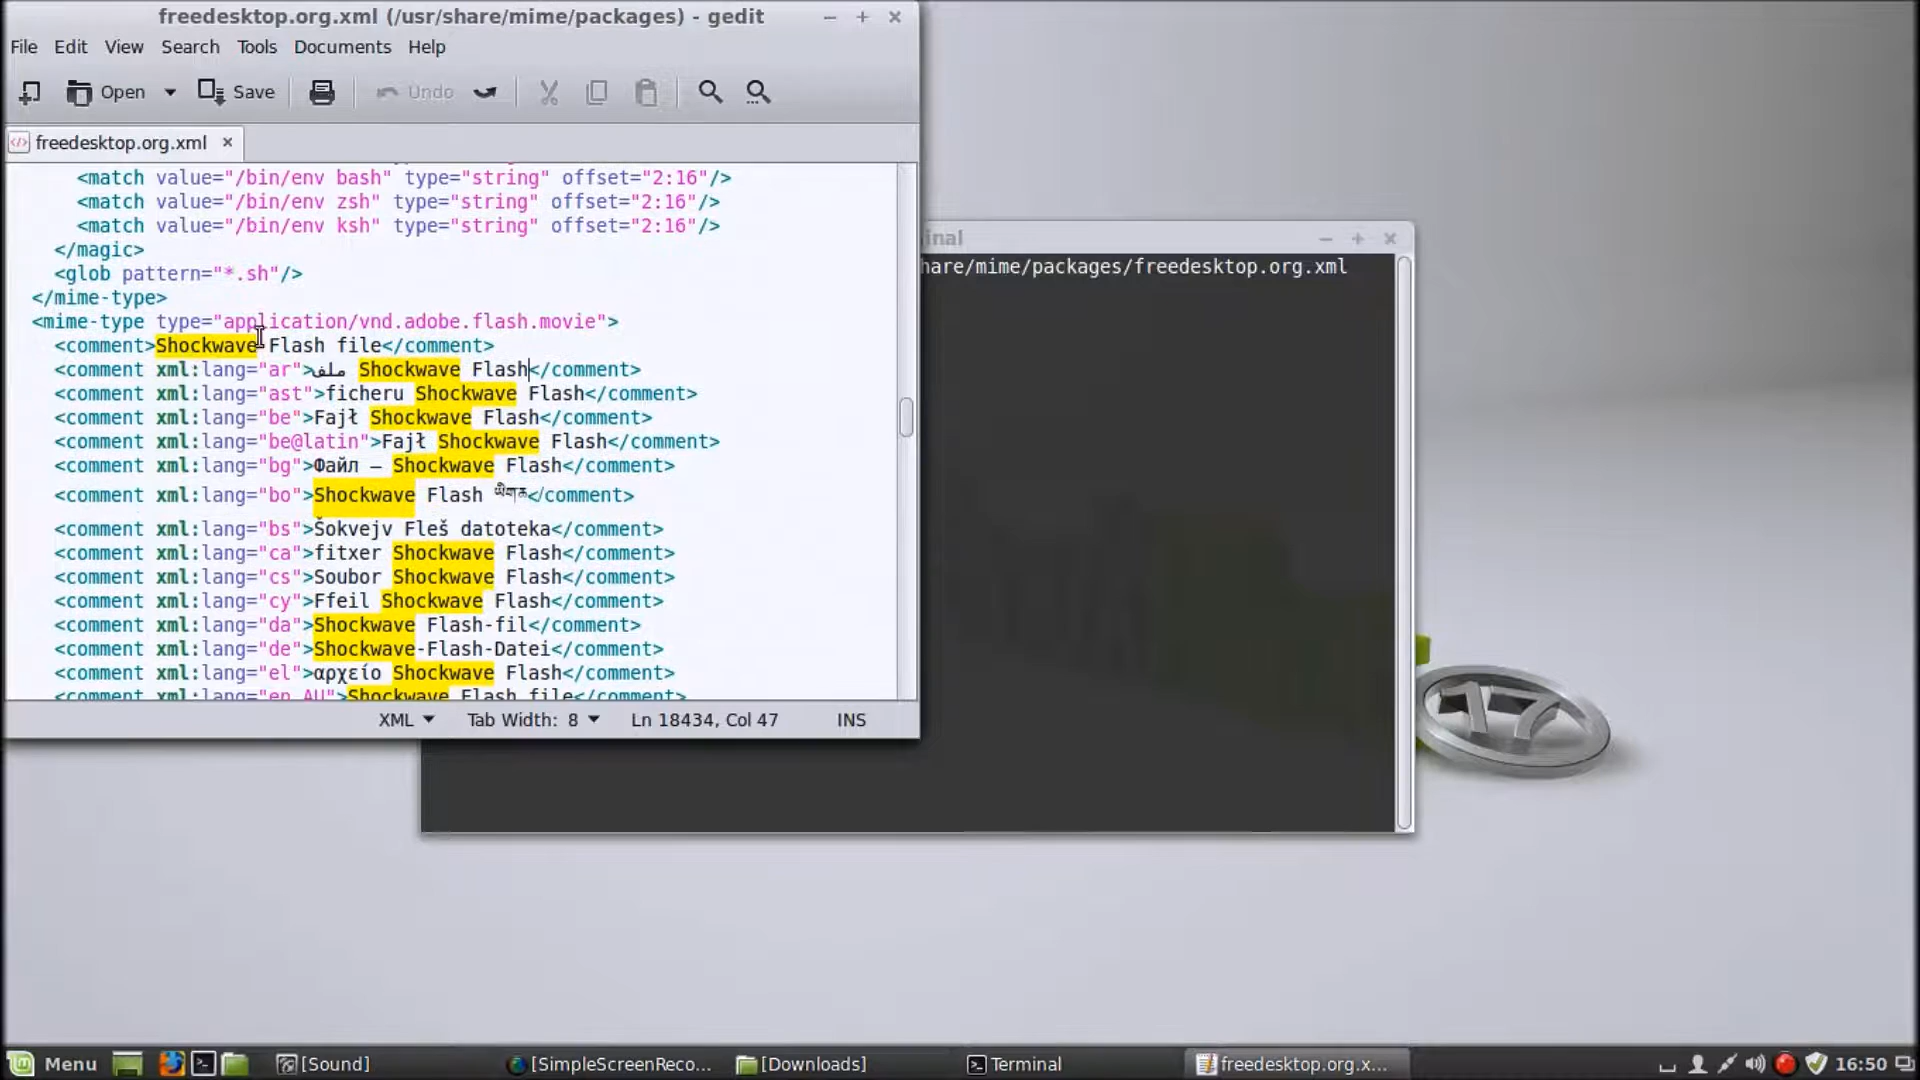 freedesktop.org.xml (/usr/share/mime/packages) - gedit
File Edit View Search Tools Documents Help
Open Save Undo
freedesktop.org.xml
<match value="/bin/env bash" type="string" offset="2:16"/>
<match value="/bin/env zsh" type="string" offset="2:16"/>
<match value="/bin/env ksh" type="string" offset="2:16"/>
</magic>
<glob pattern="*.sh"/>
</mime-type>
<mime-type type="application/vnd.adobe.flash.movie">
<comment>Shockwave Flash file</comment>
<comment xml:lang="ar">ملف Shockwave Flash</comment>
<comment xml:lang="ast">ficheru Shockwave Flash</comment>
<comment xml:lang="be">Fajł Shockwave Flash</comment>
<comment xml:lang="be@latin">Fajł Shockwave Flash</comment>
<comment xml:lang="bg">Файл — Shockwave Flash</comment>
<comment xml:lang="bo">Shockwave Flash ཡིགཆ</comment>
<comment xml:lang="bs">Šokvejv Fleš datoteka</comment>
<comment xml:lang="ca">fitxer Shockwave Flash</comment>
<comment xml:lang="cs">Soubor Shockwave Flash</comment>
<comment xml:lang="cy">Ffeil Shockwave Flash</comment>
<comment xml:lang="da">Shockwave Flash-fil</comment>
<comment xml:lang="de">Shockwave-Flash-Datei</comment>
<comment xml:lang="el">αρχείο Shockwave Flash</comment>
<comment xml:lang="en_AU">Shockwave Flash file</comment>
XML Tab Width: 8 Ln 18434, Col 47 INS
inal
hare/mime/packages/freedesktop.org.xml
17
Menu [Sound] [SimpleScreenReco... [Downloads] Terminal freedesktop.org.x... 16:50